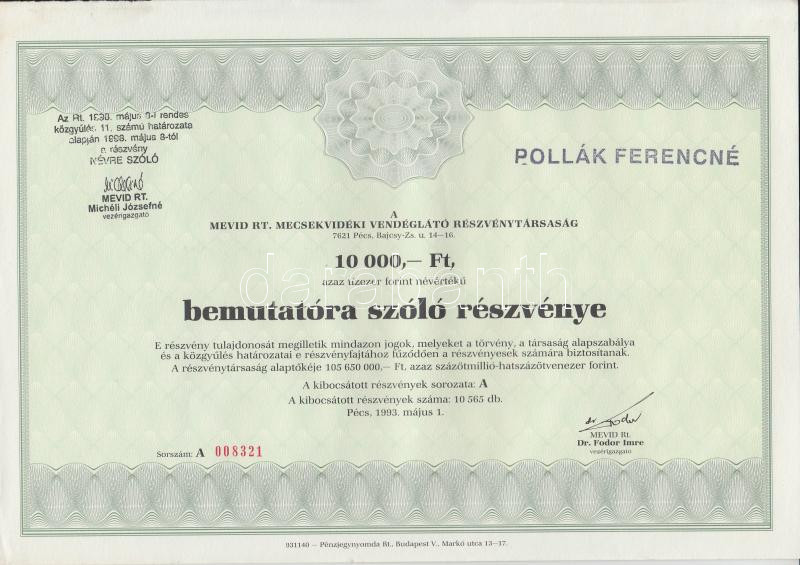 Az Rt. 1998. május 8-i rendes
közgyűlés 11. számú határozata
alapján 1998. május 8-tól
e részvény
NÉVRE SZÓLÓ
MEVID RT.
Michéli Józsefné
vezérigazgató
POLLÁK FERENCNÉ
A
MEVID RT. MECSEKVIDÉKI VENDÉGLÁTÓ RÉSZVÉNYTÁRSASÁG
7621 Pécs, Bajcsy-Zs. u. 14—16.
10 000,— Ft,
azaz tízezer forint névértékű
darabanth
bemutatóra szóló részvénye
E részvény tulajdonosát megilletik mindazon jogok, melyeket a törvény, a társaság alapszabálya
és a közgyűlés határozatai e részvényfajtához fűződően a részvényesek számára biztosítanak.
A részvénytársaság alaptőkéje 105 650 000,— Ft, azaz százötmillió-hatszázötvenezer forint.
A kibocsátott részvények sorozata: A
A kibocsátott részvények száma: 10 565 db.
Pécs, 1993. május 1.
dr. Fodor
MEVID Rt.
Dr. Fodor Imre
vezérigazgató
Sorszám: A 008321
931140 — Pénzjegynyomda Rt., Budapest V., Markó utca 13—17.